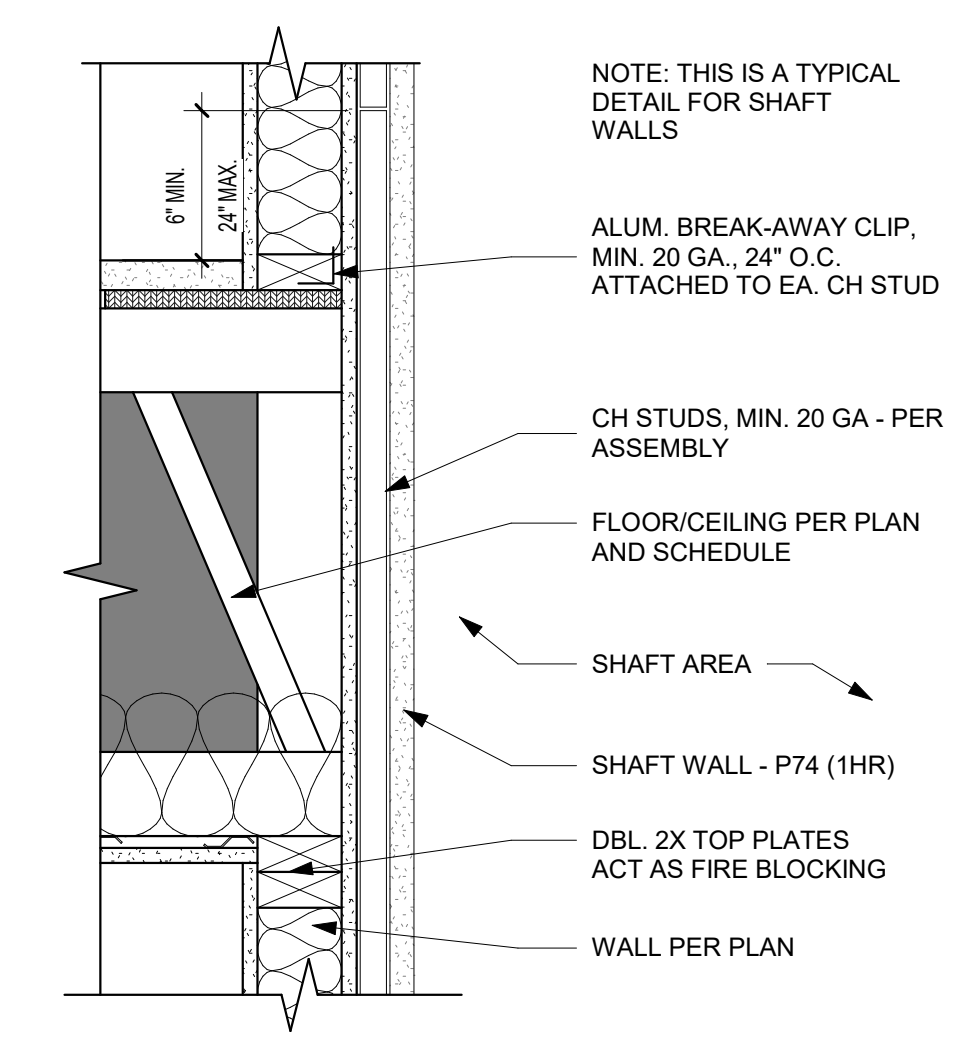 NOTE: THIS IS A TYPICAL
DETAIL FOR SHAFT
WALLS
6" MIN.
24" MAX.
ALUM. BREAK-AWAY CLIP,
MIN. 20 GA., 24" O.C.
ATTACHED TO EA. CH STUD
CH STUDS, MIN. 20 GA - PER
ASSEMBLY
FLOOR/CEILING PER PLAN
AND SCHEDULE
SHAFT AREA
SHAFT WALL - P74 (1HR)
DBL. 2X TOP PLATES
ACT AS FIRE BLOCKING
WALL PER PLAN